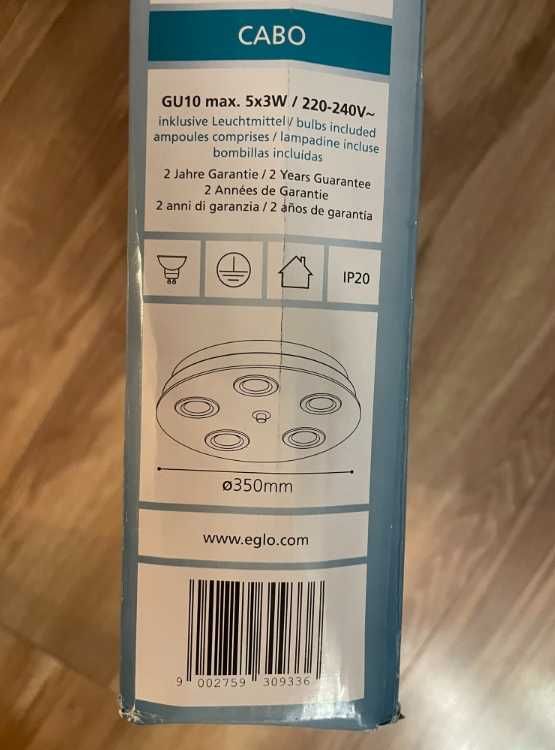 CABO
GU10 max. 5x3W / 220-240V~
inklusive Leuchtmittel / bulbs included
ampoules comprises / lampadine incluse
bombillas incluidas
2 Jahre Garantie / 2 Years Guarantee
2 Années de Garantie
2 anni di garanzia / 2 años de garantía
IP20
ø350mm
www.eglo.com
9 002759 309336